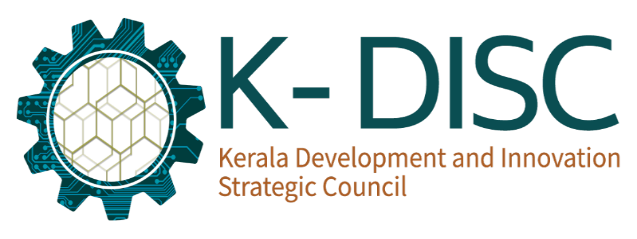 K- DISC
Kerala Development and Innovation
Strategic Council